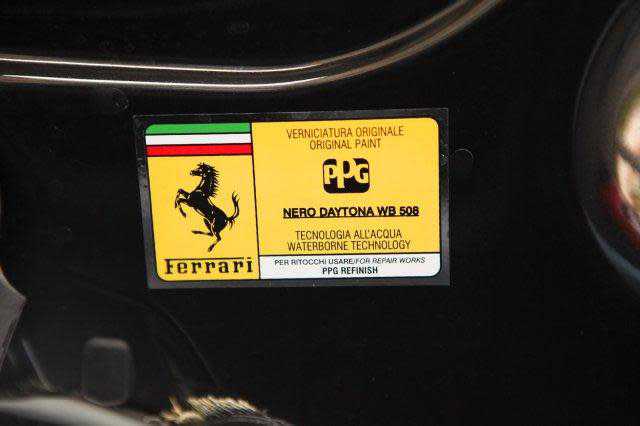 VERNICIATURA ORIGINALE
ORIGINAL PAINT
PPG
NERO DAYTONA WB 508
TECNOLOGIA ALL'ACQUA
WATERBORNE TECHNOLOGY
Ferrari
PER RITOCCHI USARE/FOR REPAIR WORKS
PPG REFINISH